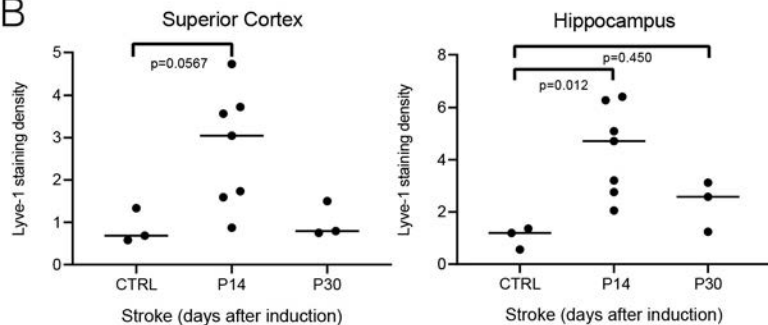 B
Superior Cortex
5
4
3
2
1
0
Lyve-1 staining density
p=0.0567
CTRL
P14
P30
Stroke (days after induction)
Hippocampus
8
6
4
2
0
Lyve-1 staining density
p=0.450
p=0.012
CTRL
P14
P30
Stroke (days after induction)